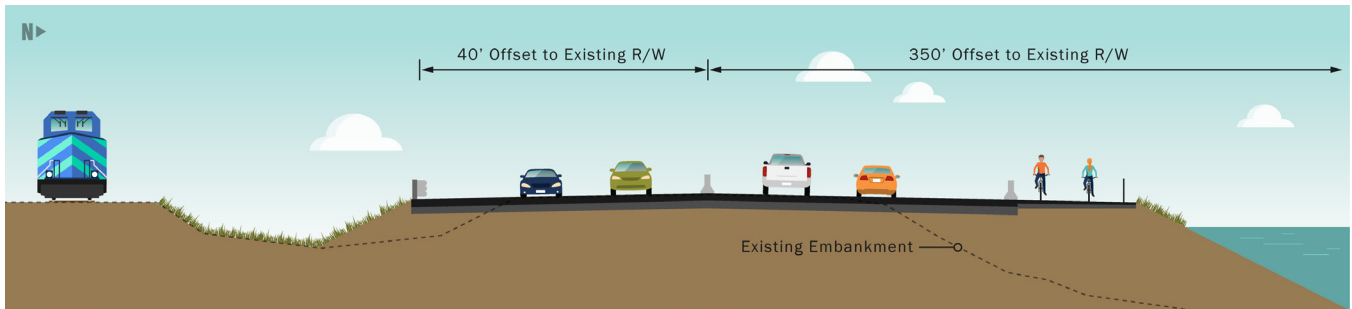 N
40’ Offset to Existing R/W
350’ Offset to Existing R/W
Existing Embankment